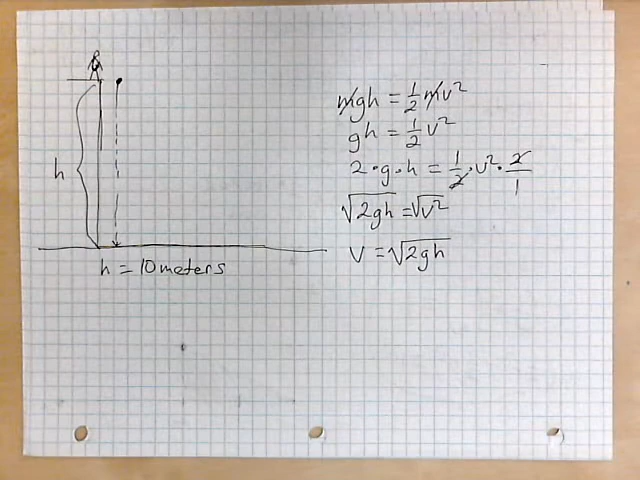 h
h = 10 meters
mgh = 1/2 mv²
gh = 1/2 v²
2·g·h = 1/2·v²·2/1
√2gh = √v²
v = √2gh